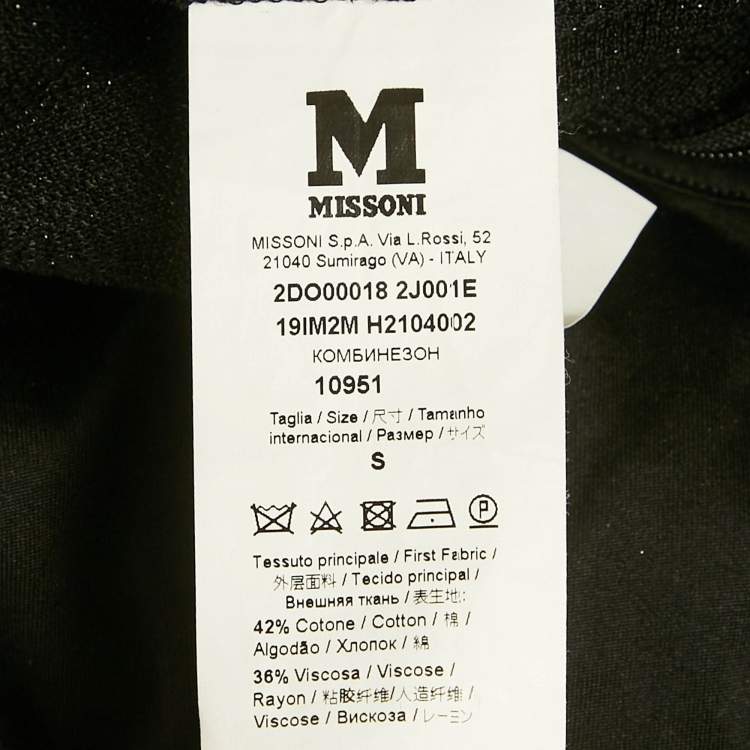 M
MISSONI
MISSONI S.p.A. Via L.Rossi, 52
21040 Sumirago (VA) - ITALY
2DO00018 2J001E
19IM2M H2104002
КОМБИНЕЗОН
10951
Taglia / Size / 尺寸 / Tamanho
internacional / Размер / サイズ
S
P
Tessuto principale / First Fabric /
外层面料 / Tecido principal /
Внешняя ткань / 表生地:
42% Cotone / Cotton / 棉 /
Algodão / Хлопок / 綿
36% Viscosa / Viscose /
Rayon / 粘胶纤维/人造纤维 /
Viscose / Вискоза / レーヨン